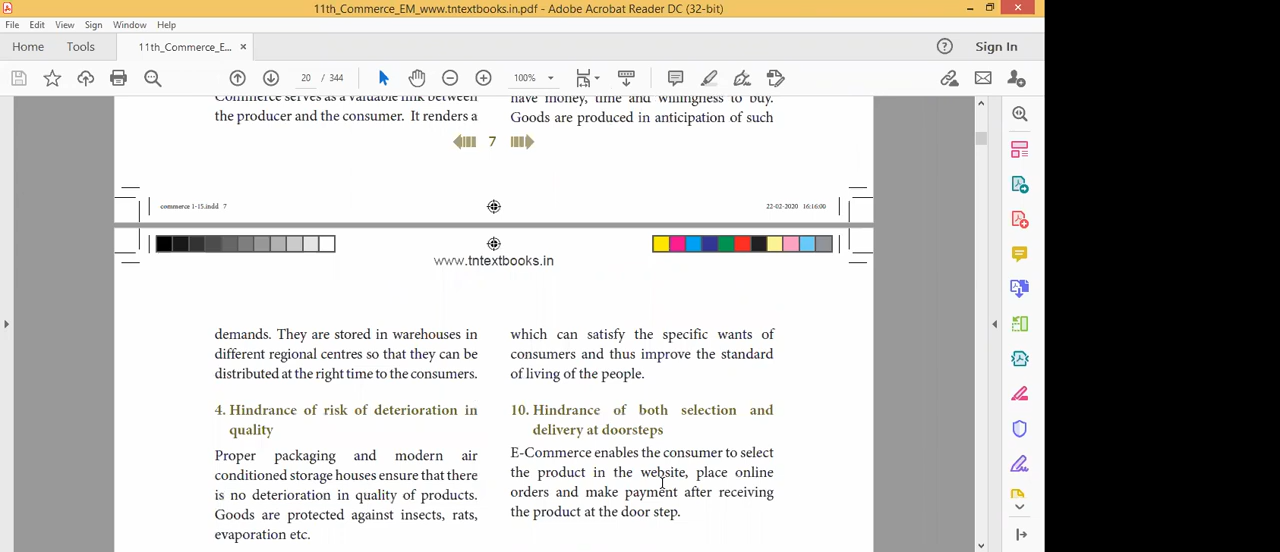 11th_Commerce_EM_www.tntextbooks.in.pdf - Adobe Acrobat Reader DC (32-bit)
File Edit View Sign Window Help
Home Tools 11th_Commerce_E... × Sign In
20 / 344 100%
Commerce serves as a valuable link between
the producer and the consumer. It renders a
have money, time and willingness to buy.
Goods are produced in anticipation of such
7
commerce 1-15.indd 7 22-02-2020 16:16:00
www.tntextbooks.in
demands. They are stored in warehouses in
different regional centres so that they can be
distributed at the right time to the consumers.
4. Hindrance of risk of deterioration in
quality
Proper packaging and modern air
conditioned storage houses ensure that there
is no deterioration in quality of products.
Goods are protected against insects, rats,
evaporation etc.
which can satisfy the specific wants of
consumers and thus improve the standard
of living of the people.
10. Hindrance of both selection and
delivery at doorsteps
E-Commerce enables the consumer to select
the product in the website, place online
orders and make payment after receiving
the product at the door step.